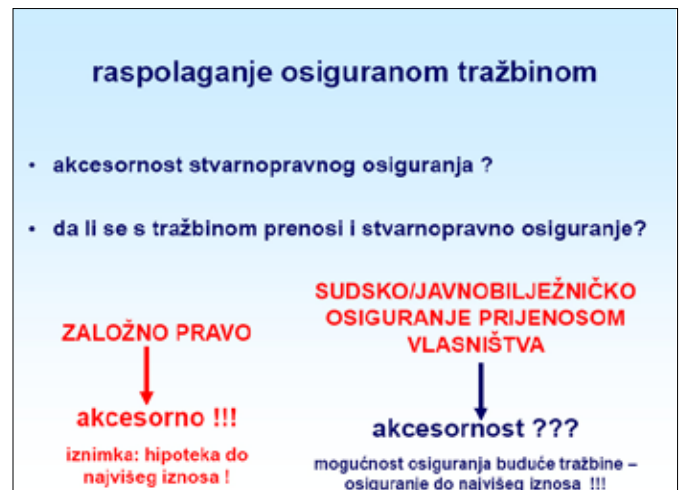 raspolaganje osiguranom tražbinom
• akcesornost stvarnopravnog osiguranja ?
• da li se s tražbinom prenosi i stvarnopravno osiguranje?
ZALOŽNO PRAVO
akcesorno !!!
iznimka: hipoteka do
najvišeg iznosa !
SUDSKO/JAVNOBILJEŽNIČKO
OSIGURANJE PRIJENOSOM
VLASNIŠTVA
akcesornost ???
mogućnost osiguranja buduće tražbine –
osiguranje do najvišeg iznosa !!!